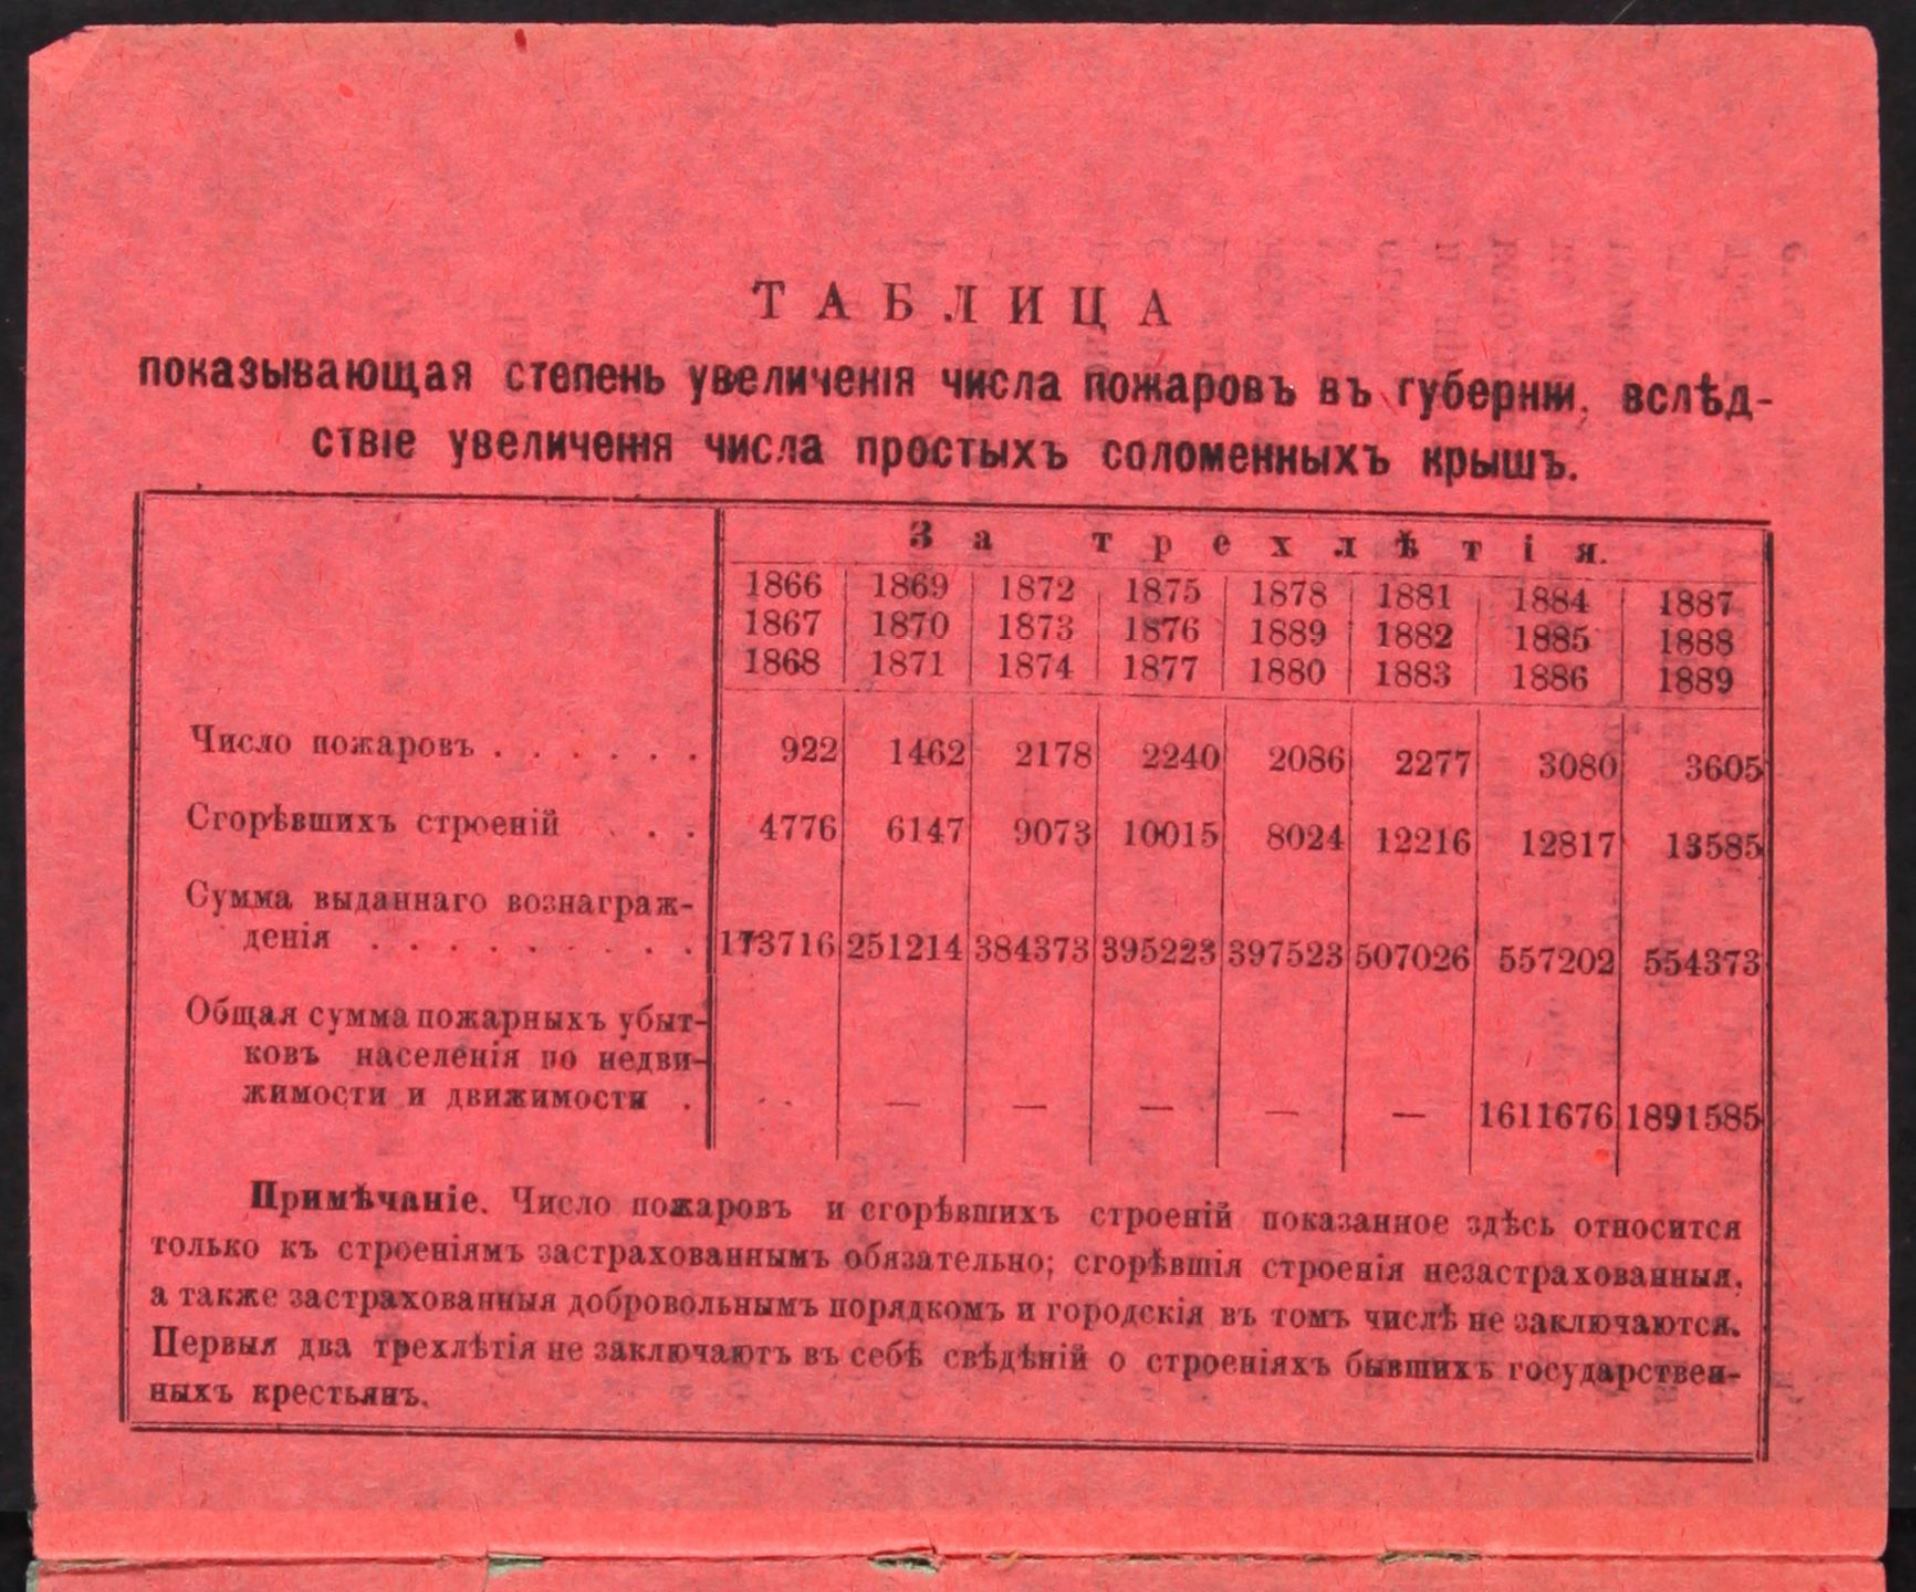 ТАБЛИЦА
показывающая степень увеличенія числа пожаровъ въ губерніи, вслѣд-
ствіе увеличенія числа простыхъ соломенныхъ крышъ.
За трехлѣтія.
1866 1869 1872 1875 1878 1881 1884 1887
1867 1870 1873 1876 1889 1882 1885 1888
1868 1871 1874 1877 1880 1883 1886 1889
Число пожаровъ . . . . . . 922 1462 2178 2240 2086 2277 3080 3605
Сгорѣвшихъ строеній . . . 4776 6147 9073 10015 8024 12216 12817 13585
Сумма выданнаго вознаграж-
денія . . . . . . . . . 173716 251214 384373 395223 397523 507026 557202 554373
Общая сумма пожарныхъ убыт-
ковъ населенія по недви-
жимости и движимости . — — — — — — 1611676 1891585
Примѣчаніе. Число пожаровъ и сгорѣвшихъ строеній показанное здѣсь относится
только къ строеніямъ застрахованнымъ обязательно; сгорѣвшія строенія незастрахованныя,
а также застрахованныя добровольнымъ порядкомъ и городскія въ томъ числѣ не заключаются.
Первыя два трехлѣтія не заключаютъ въ себѣ свѣдѣній о строеніяхъ бывшихъ государствен-
ныхъ крестьянъ.